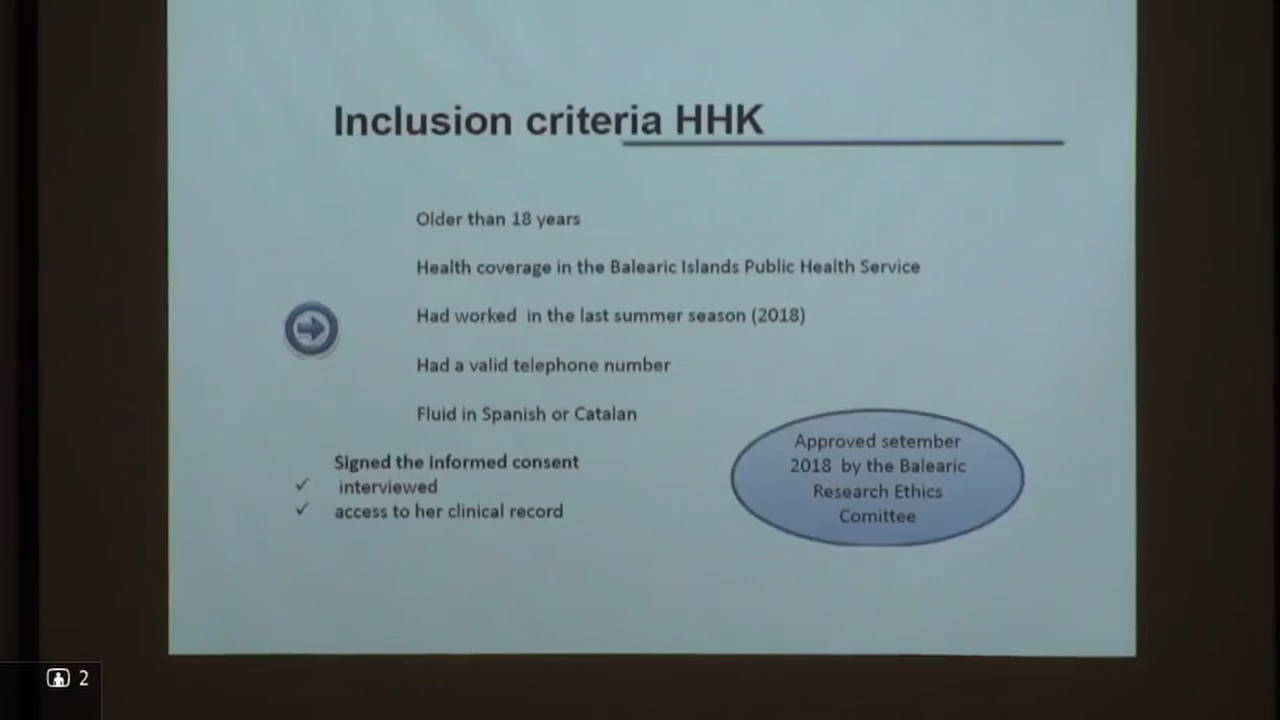 Inclusion criteria HHK
Older than 18 years
Health coverage in the Balearic Islands Public Health Service
Had worked in the last summer season (2018)
Had a valid telephone number
Fluid in Spanish or Catalan
Signed the informed consent
✓ interviewed
✓ access to her clinical record
Approved setember
2018 by the Balearic
Research Ethics
Comittee
2